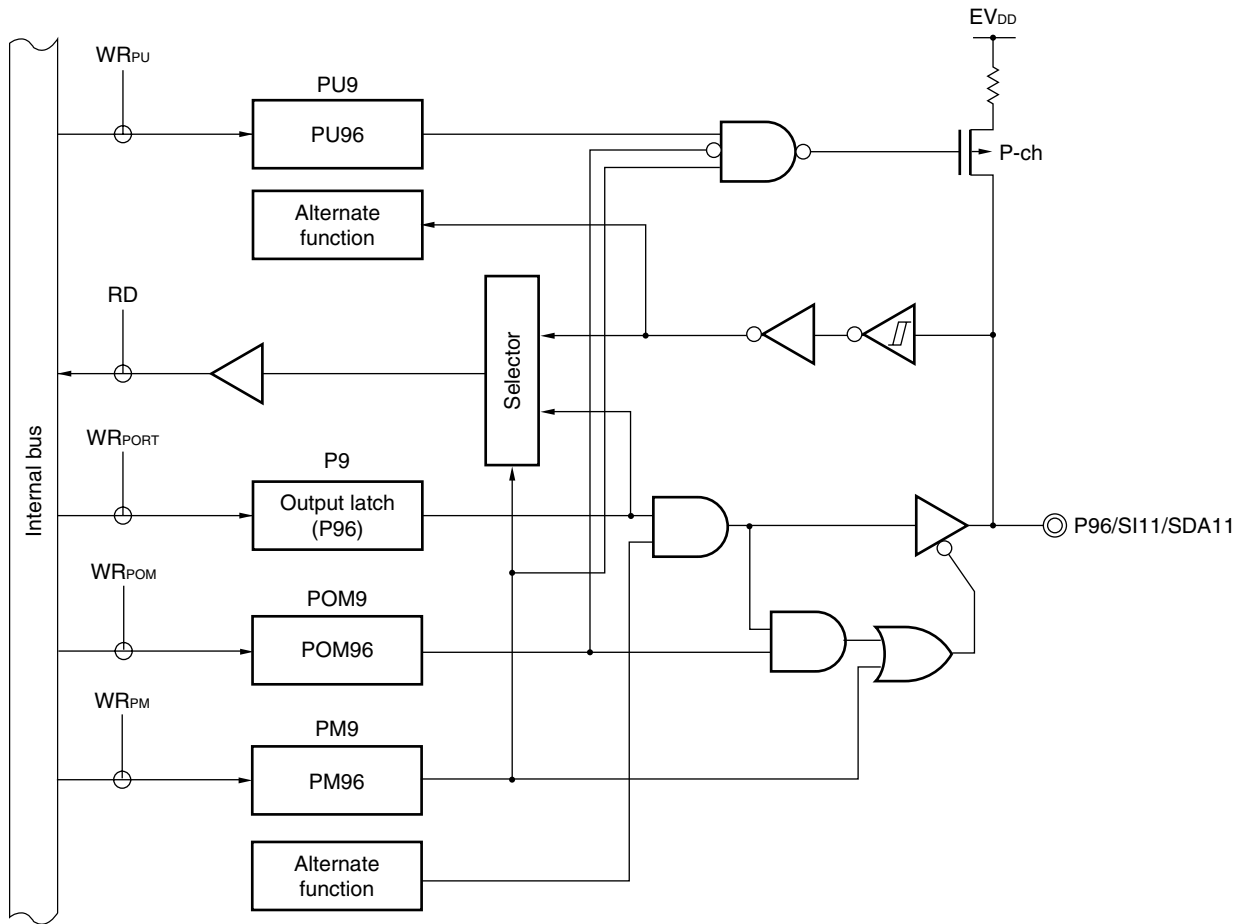 EVDD
WRPU
PU9
PU96
P-ch
Alternate
function
RD
Selector
WRPORT
P9
Output latch
(P96)
Internal bus
P96/SI11/SDA11
WRPOM
POM9
POM96
WRPM
PM9
PM96
Alternate
function